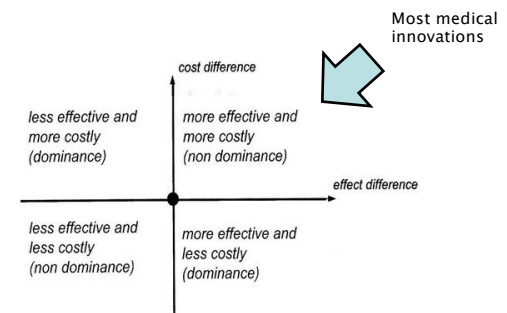 Most medical
innovations
cost difference
less effective and
more costly
(dominance)
more effective and
more costly
(non dominance)
effect difference
less effective and
less costly
(non dominance)
more effective and
less costly
(dominance)